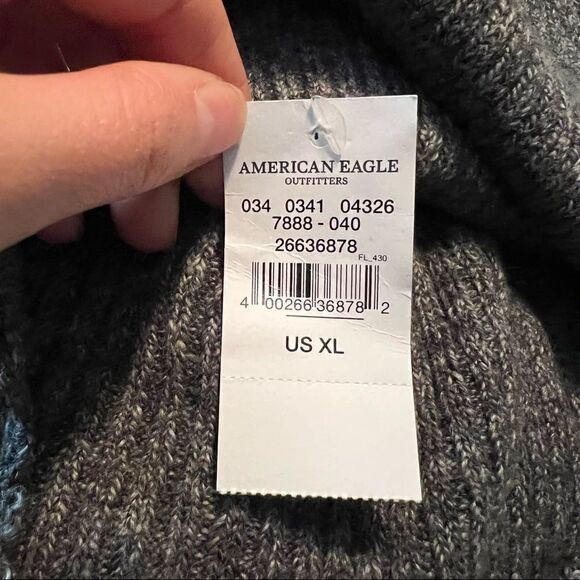 AMERICAN EAGLE
OUTFITTERS
034 0341 04326
7888 - 040
26636878
FL_430
4 00266 36878 2
US XL